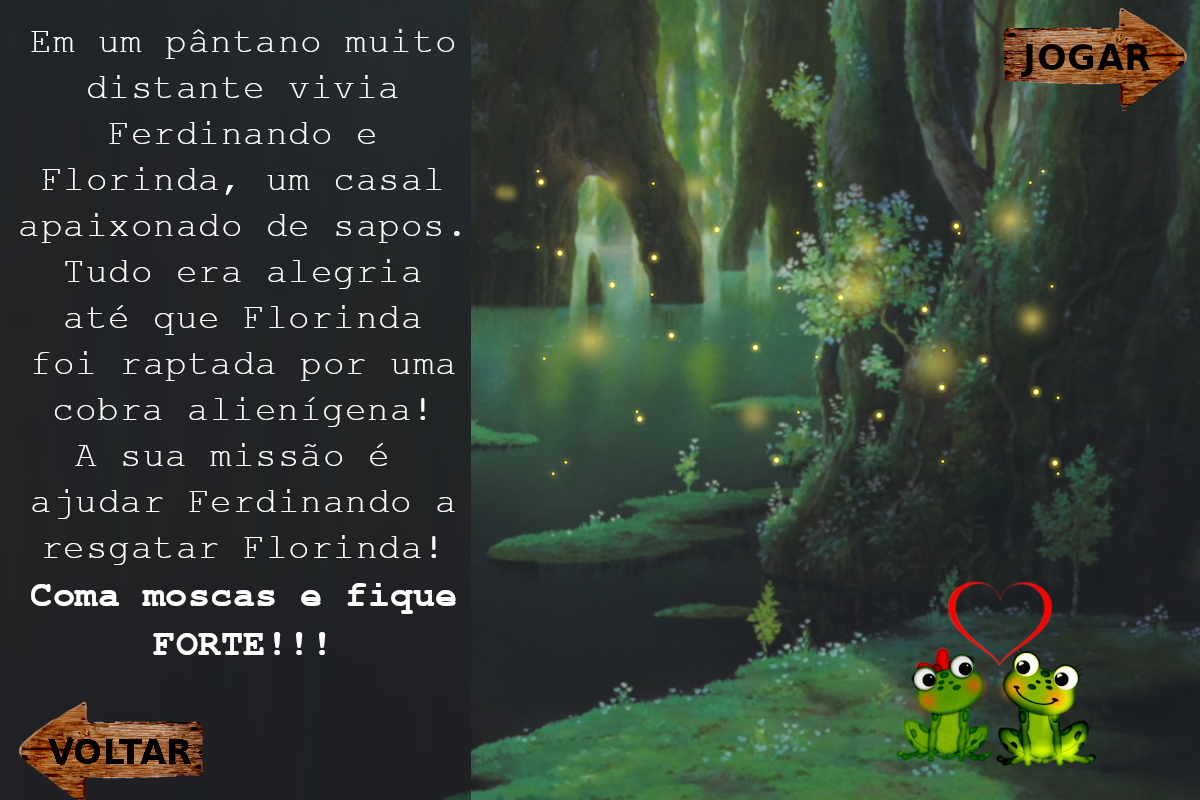 Em um pântano muito
distante vivia
Ferdinando e
Florinda, um casal
apaixonado de sapos.
Tudo era alegria
até que Florinda
foi raptada por uma
cobra alienígena!
A sua missão é
ajudar Ferdinando a
resgatar Florinda!
Coma moscas e fique
FORTE!!!
JOGAR
VOLTAR